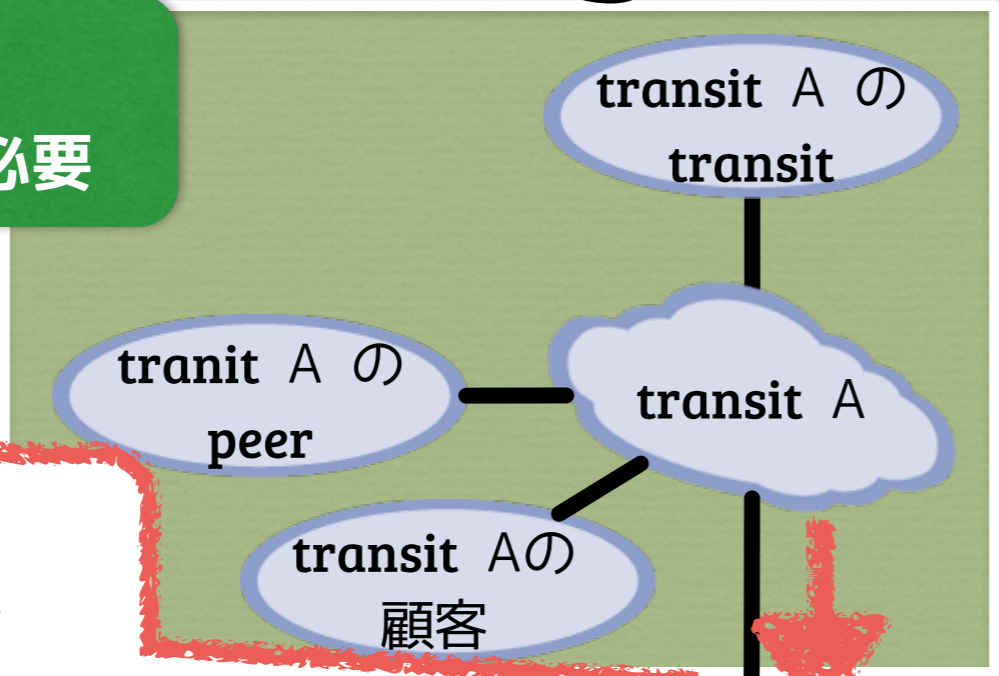 必要
transit A の
transit
tranit A の
peer
transit A
transit Aの
顧客